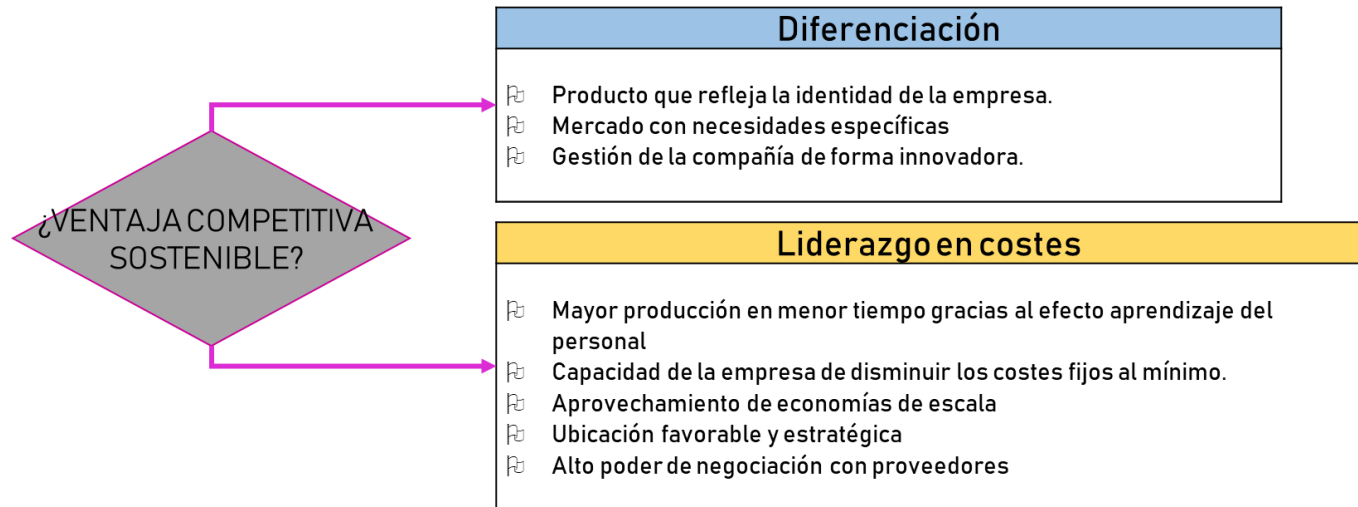 Diferenciación
Producto que refleja la identidad de la empresa.
Mercado con necesidades específicas
Gestión de la compañía de forma innovadora.
¿VENTAJA COMPETITIVA
SOSTENIBLE?
Liderazgo en costes
Mayor producción en menor tiempo gracias al efecto aprendizaje del
personal
Capacidad de la empresa de disminuir los costes fijos al mínimo.
Aprovechamiento de economías de escala
Ubicación favorable y estratégica
Alto poder de negociación con proveedores